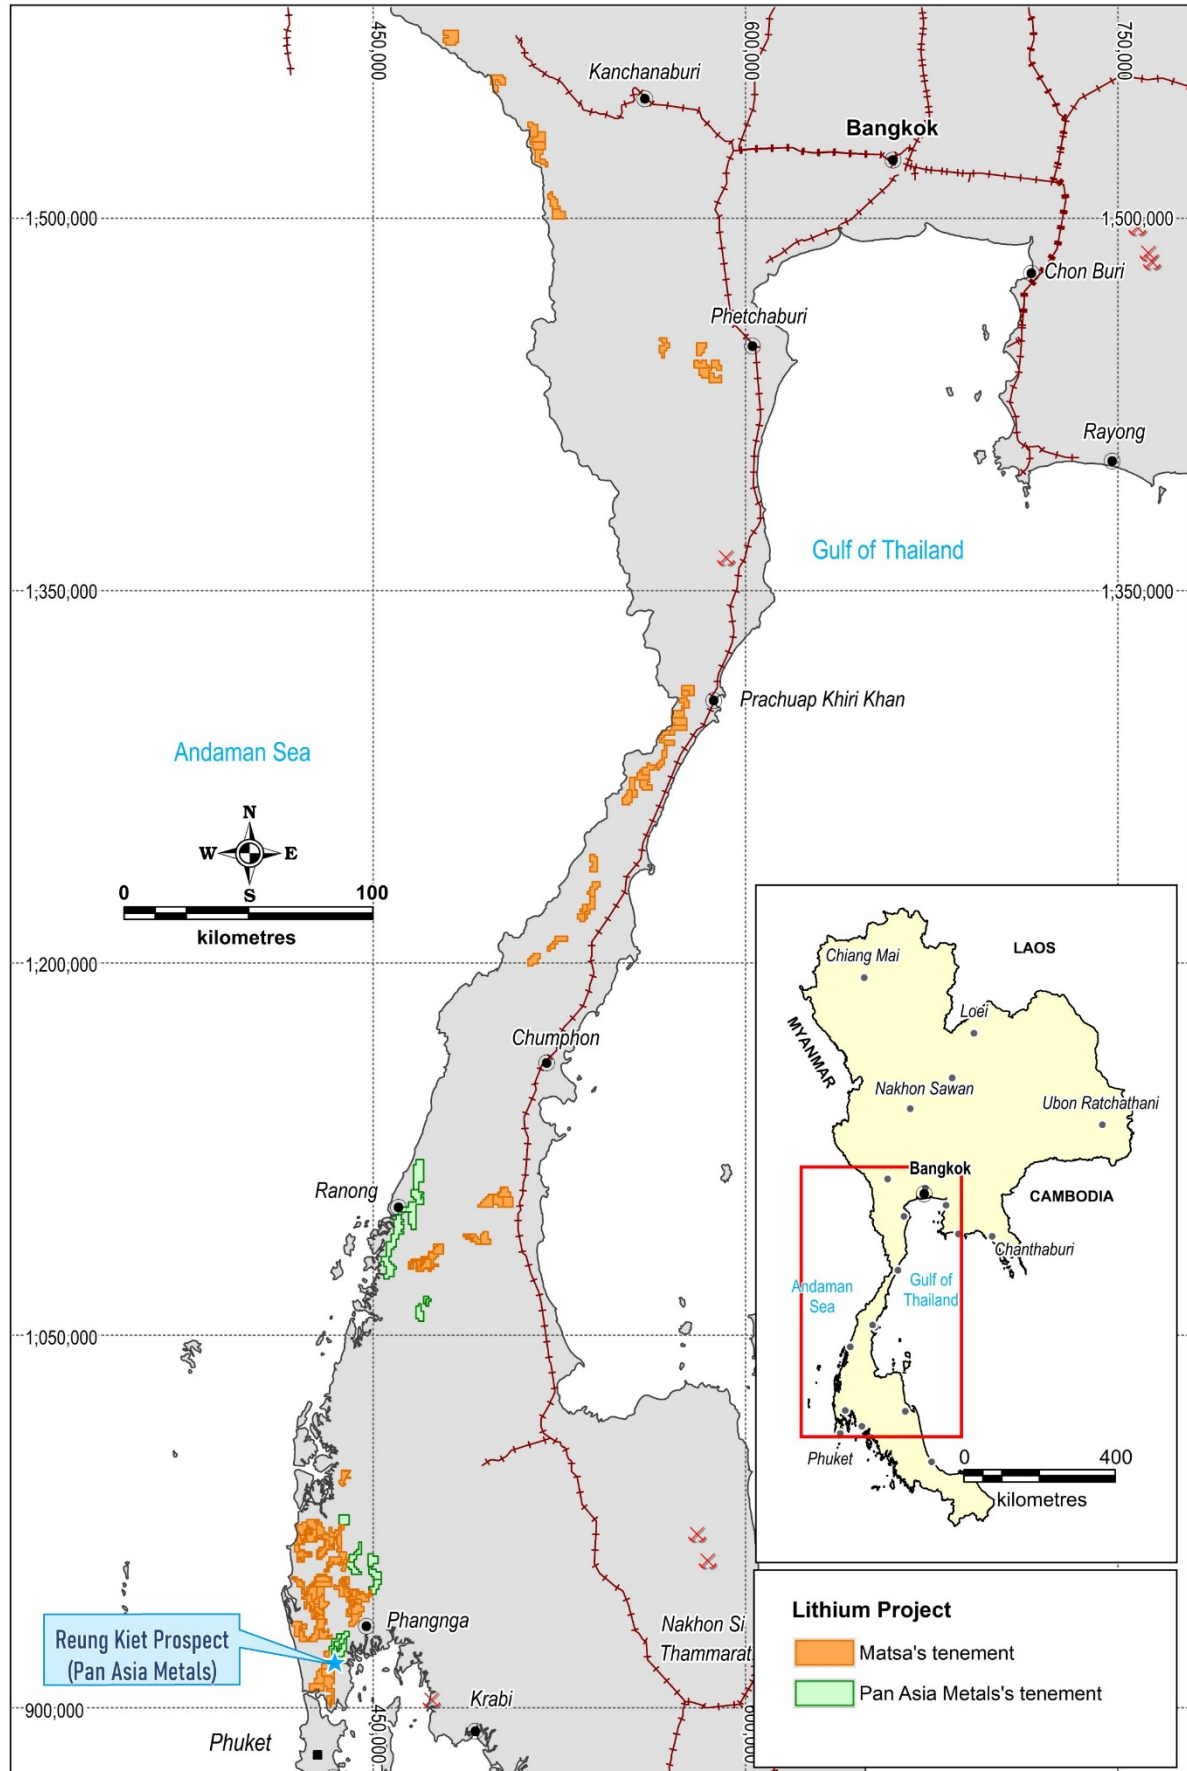 450,000
600,000
750,000
Kanchanaburi
Bangkok
1,500,000
1,500,000
Chon Buri
Phetchaburi
Rayong
Gulf of Thailand
1,350,000
1,350,000
Prachuap Khiri Khan
Andaman Sea
N
W
E
S
0
100
kilometres
1,200,000
Chumphon
Ranong
1,050,000
Phangnga
Reung Kiet Prospect
(Pan Asia Metals)
Nakhon Si
Thammarat
Krabi
900,000
Phuket
450,000
600,000
Chiang Mai
LAOS
Loei
MYANMAR
Nakhon Sawan
Ubon Ratchathani
Bangkok
CAMBODIA
Chanthaburi
Andaman
Sea
Gulf of
Thailand
Phuket
0
400
kilometres
Lithium Project
Matsa's tenement
Pan Asia Metals's tenement